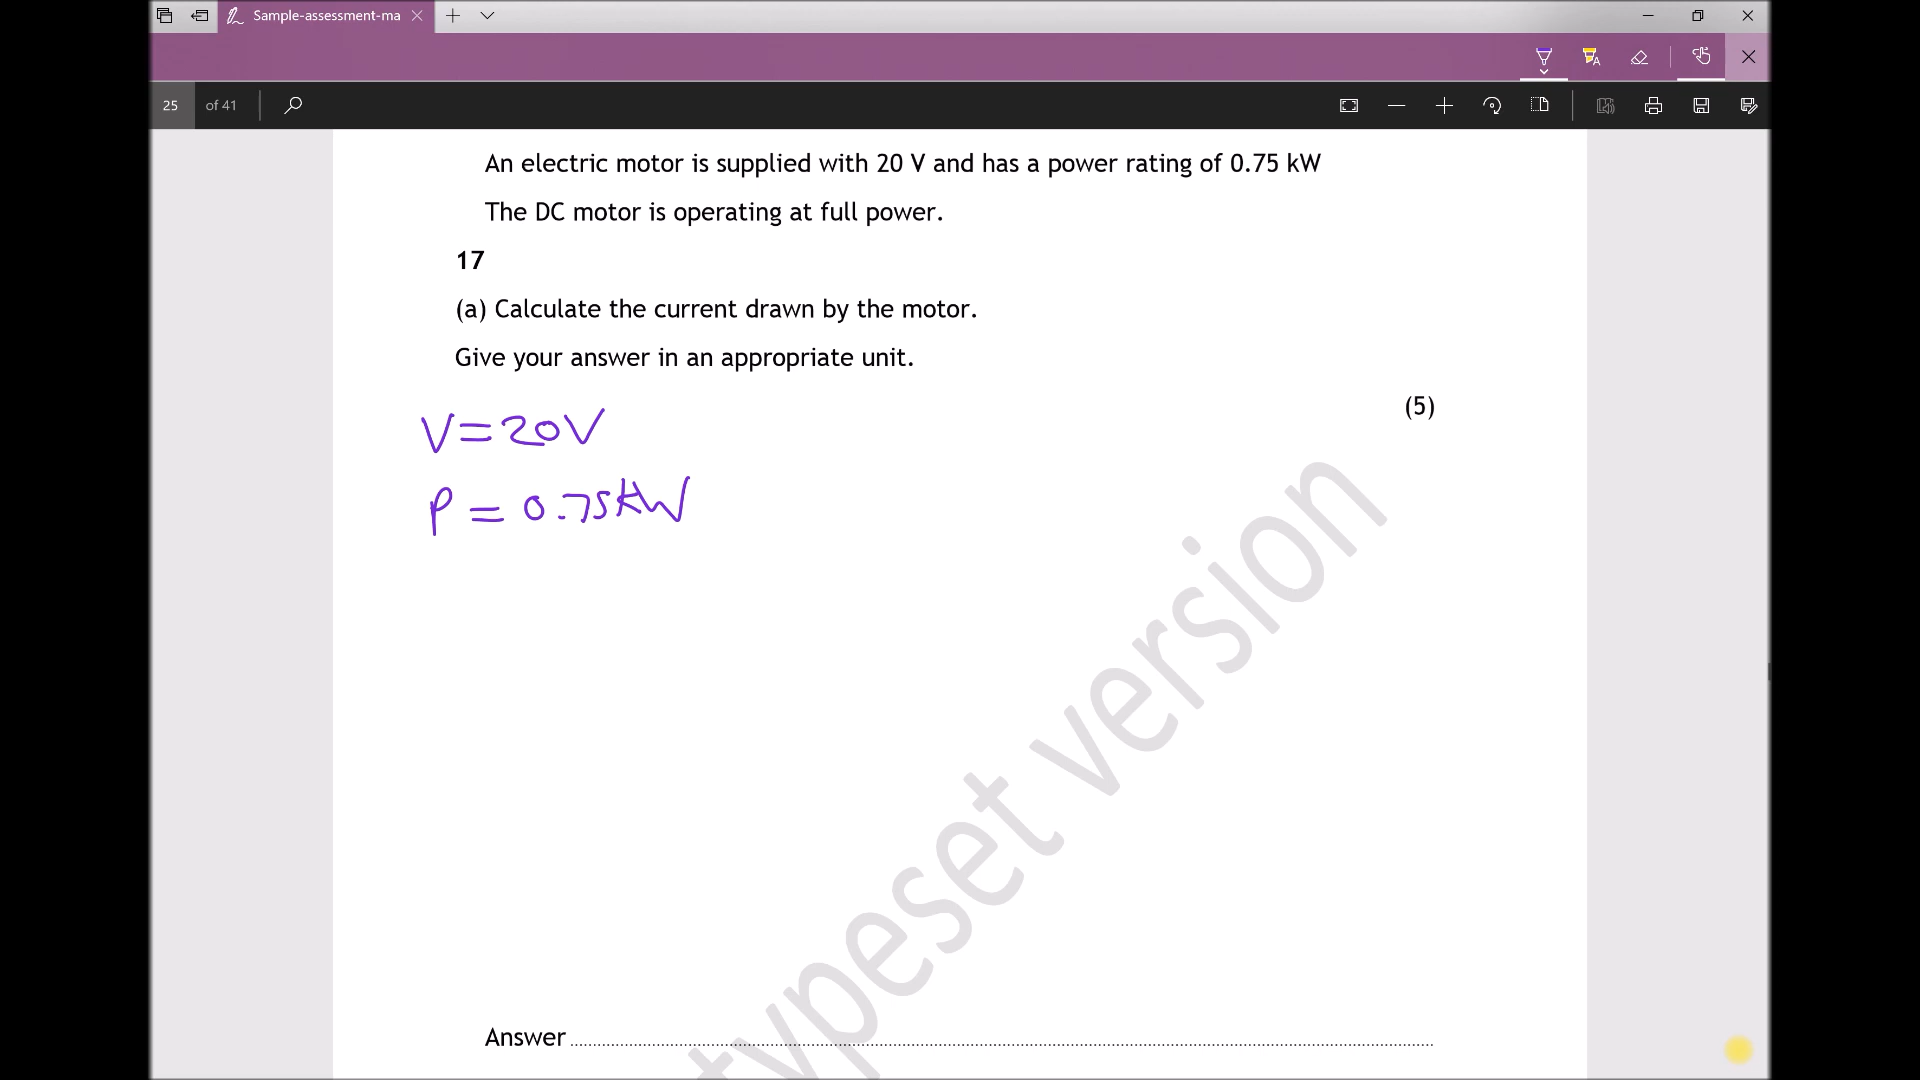 Sample-assessment-ma
25 of 41
An electric motor is supplied with 20 V and has a power rating of 0.75 kW
The DC motor is operating at full power.
17
(a) Calculate the current drawn by the motor.
Give your answer in an appropriate unit.
(5)
V = 20V
P = 0.75kW
typeset version
Answer